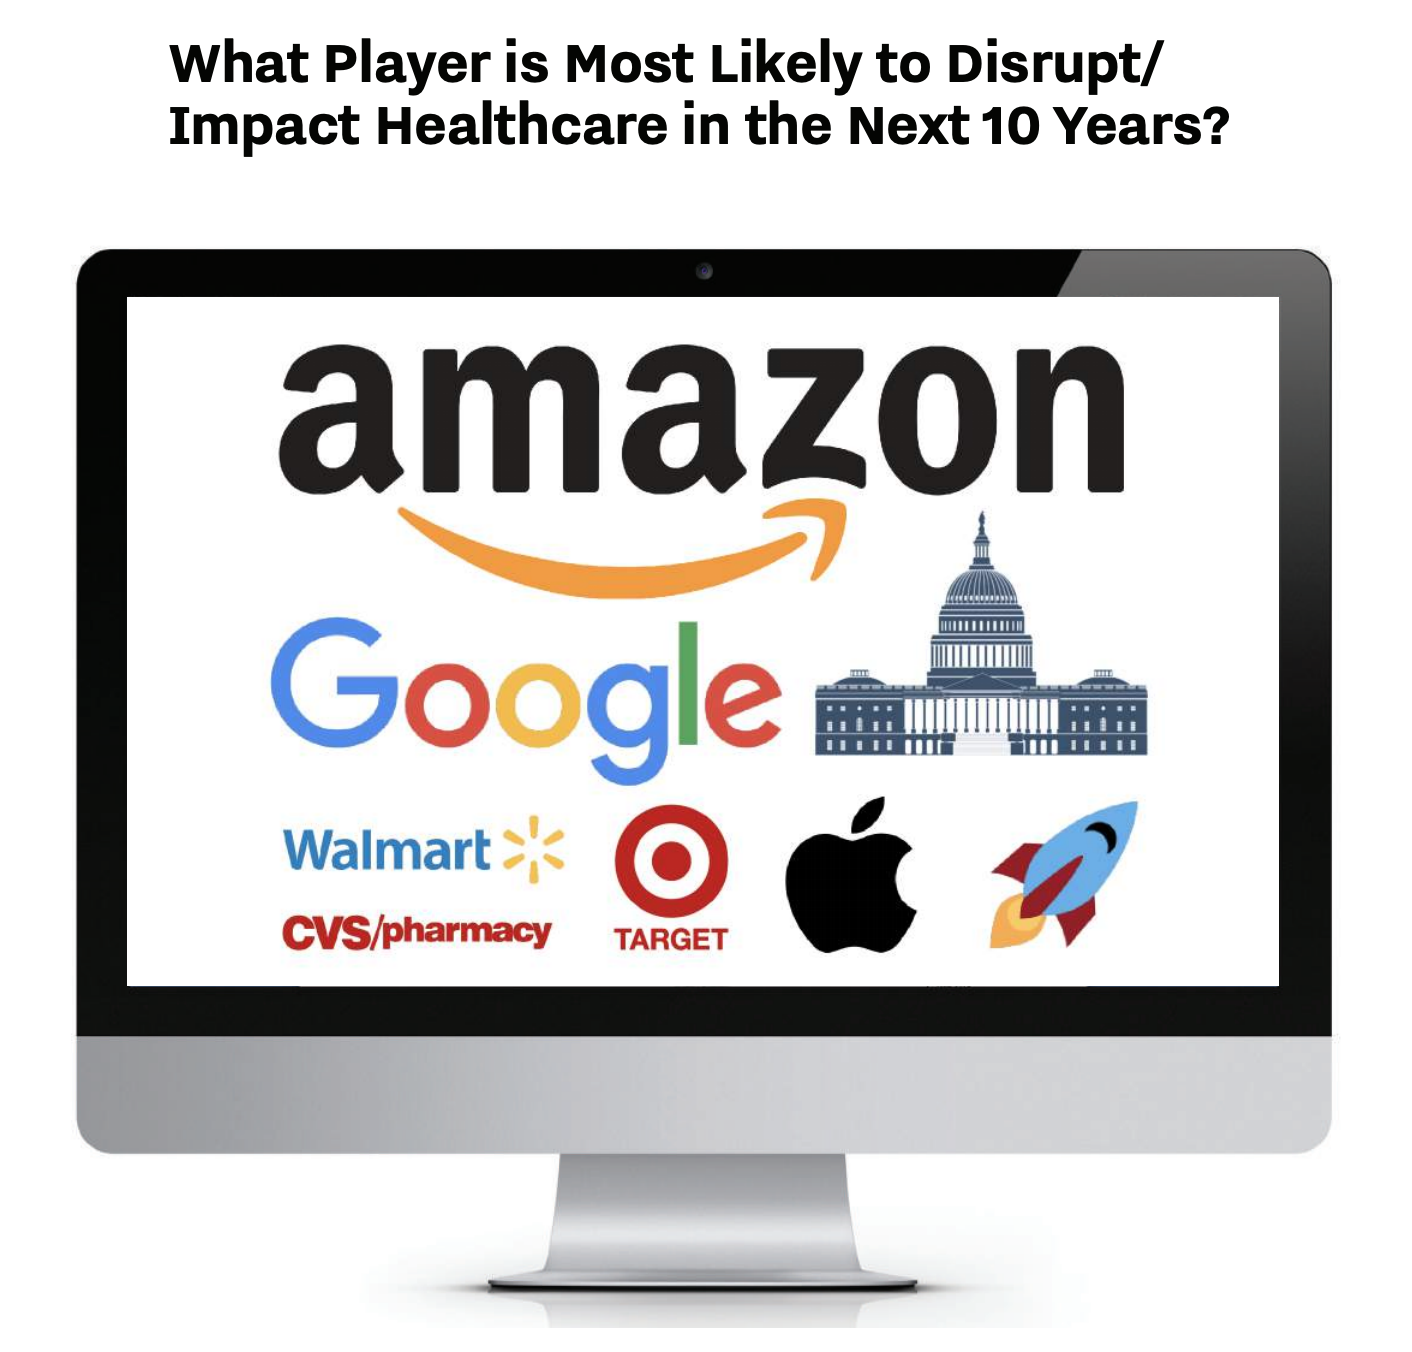 What Player is Most Likely to Disrupt/
Impact Healthcare in the Next 10 Years?
amazon
Google
Walmart
CVS/pharmacy
TARGET